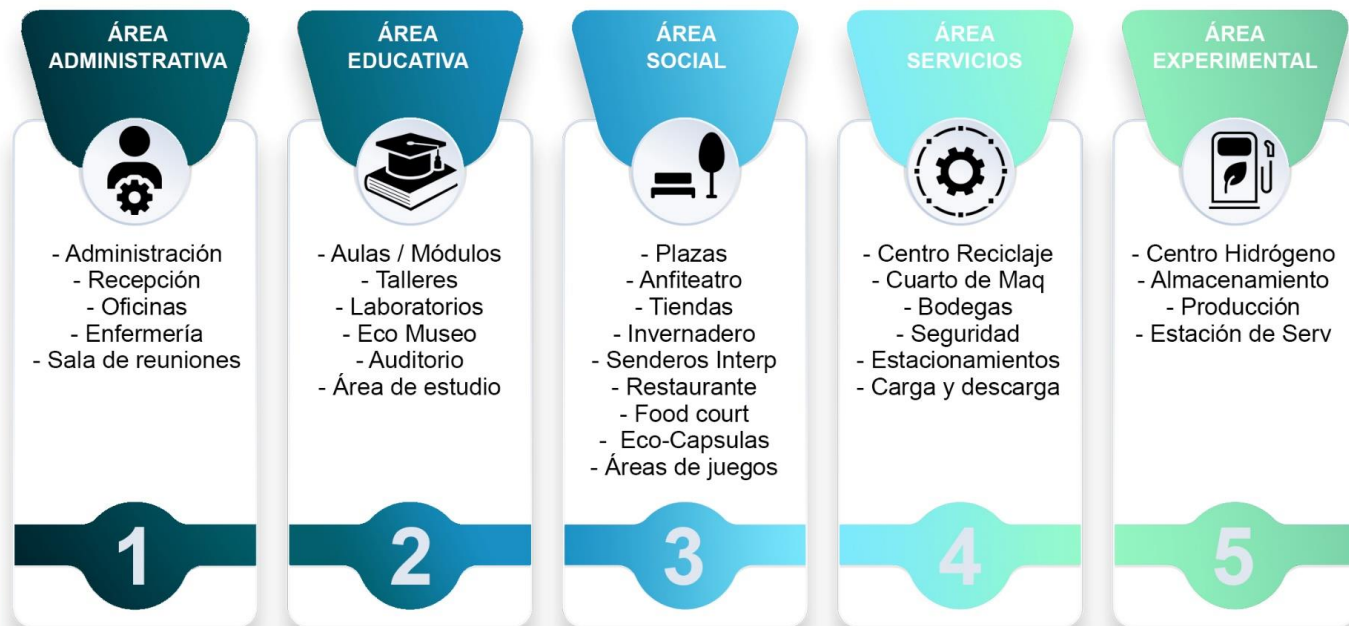 ÁREA
ADMINISTRATIVA
- Administración
- Recepción
- Oficinas
- Enfermería
- Sala de reuniones
1
ÁREA
EDUCATIVA
- Aulas / Módulos
- Talleres
- Laboratorios
- Eco Museo
- Auditorio
- Área de estudio
2
ÁREA
SOCIAL
- Plazas
- Anfiteatro
- Tiendas
- Invernadero
- Senderos Interp
- Restaurante
- Food court
- Eco-Capsulas
- Áreas de juegos
3
ÁREA
SERVICIOS
- Centro Reciclaje
- Cuarto de Maq
- Bodegas
- Seguridad
- Estacionamientos
- Carga y descarga
4
ÁREA
EXPERIMENTAL
- Centro Hidrógeno
- Almacenamiento
- Producción
- Estación de Serv
5